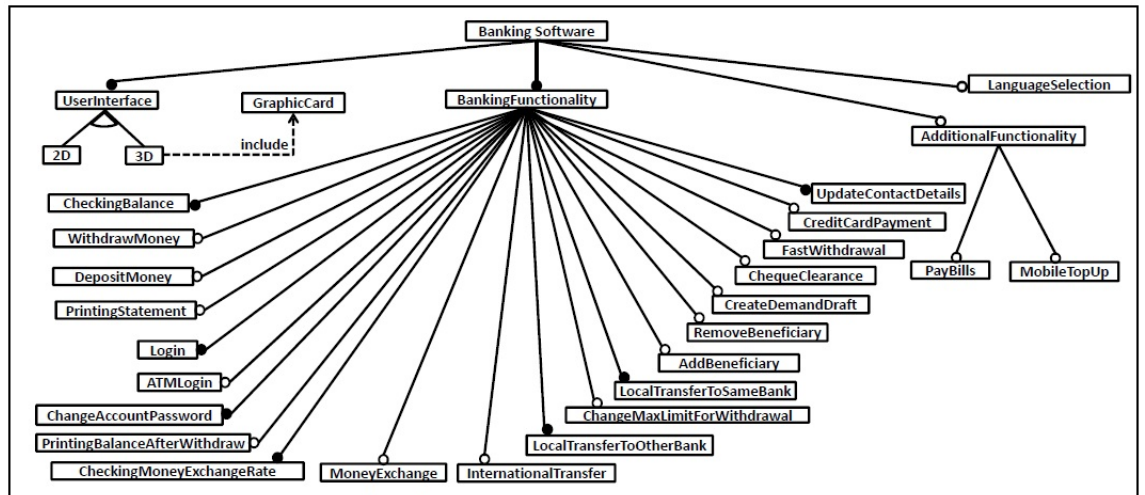 Banking Software
LanguageSelection
UserInterface
GraphicCard
BankingFunctionality
AdditionalFunctionality
include
2D
3D
UpdateContactDetails
CheckingBalance
CreditCardPayment
WithdrawMoney
FastWithdrawal
DepositMoney
ChequeClearance
PayBills
MobileTopUp
PrintingStatement
CreateDemandDraft
RemoveBeneficiary
Login
AddBeneficiary
ATMLogin
LocalTransferToSameBank
ChangeAccountPassword
ChangeMaxLimitForWithdrawal
PrintingBalanceAfterWithdraw
LocalTransferToOtherBank
CheckingMoneyExchangeRate
MoneyExchange
InternationalTransfer